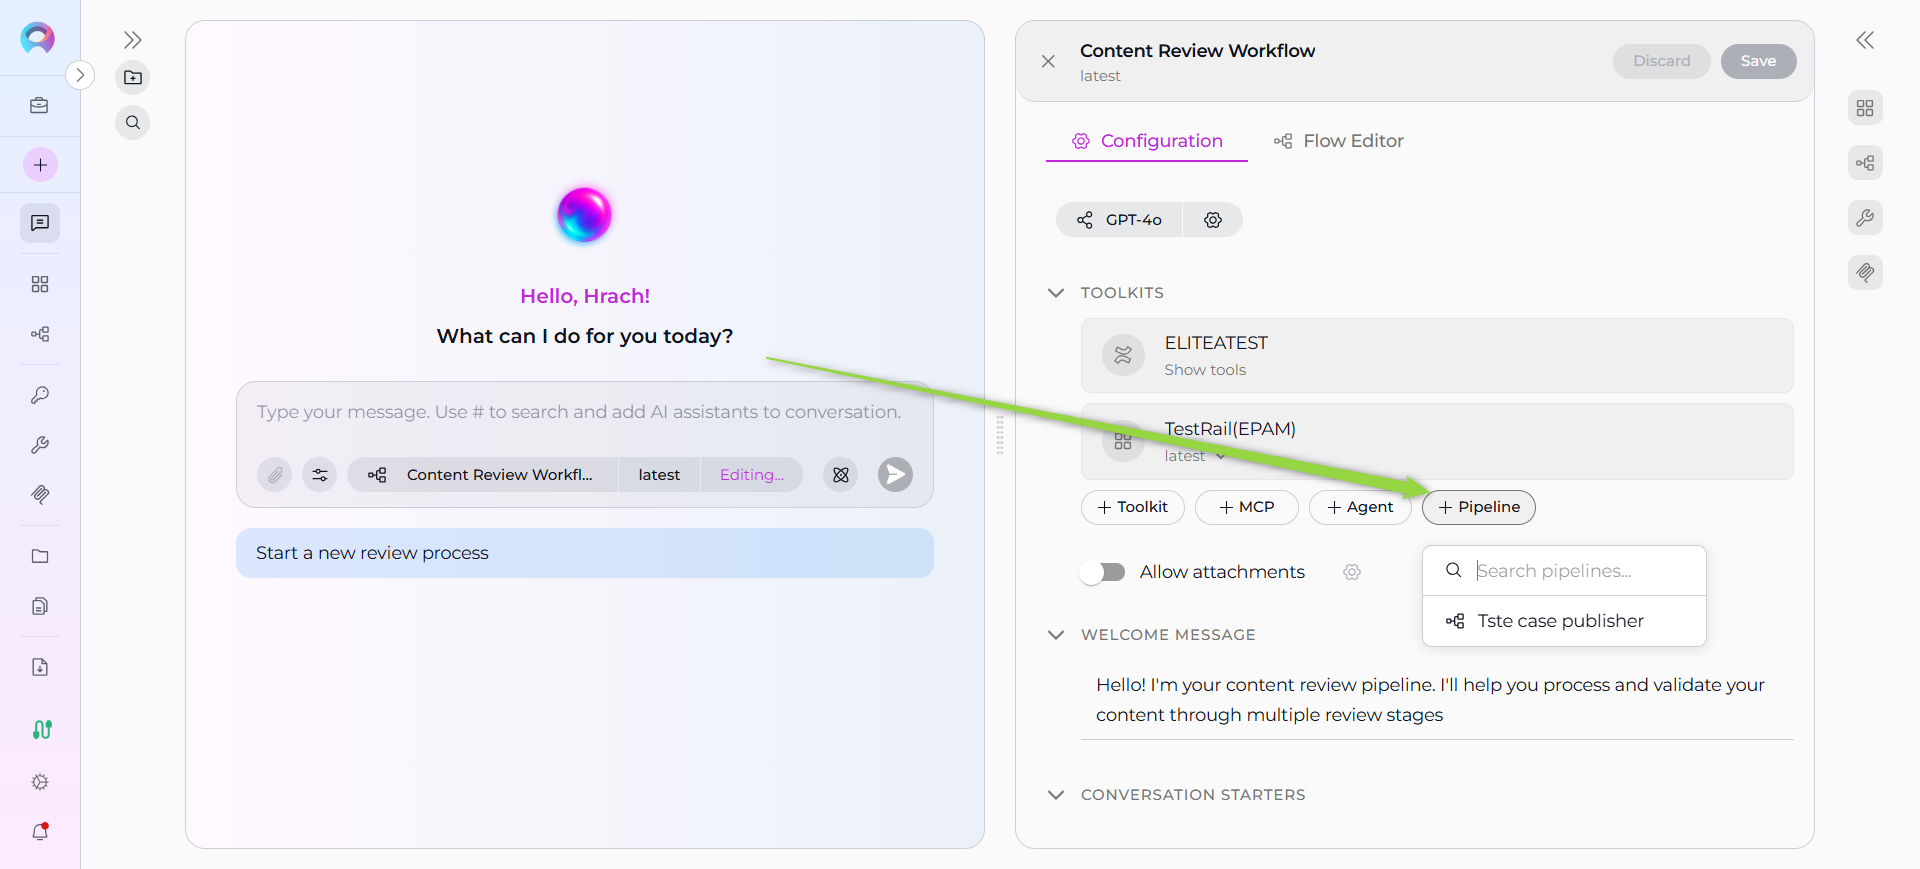 Hello, Hrach!
What can I do for you today?
Type your message. Use # to search and add AI assistants to conversation.
Content Review Workfl... latest Editing...
Start a new review process
Content Review Workflow
latest
Discard Save
Configuration Flow Editor
GPT-4o
TOOLKITS
ELITEATEST
Show tools
TestRail(EPAM)
latest
+ Toolkit + MCP + Agent + Pipeline
Allow attachments
Search pipelines...
Tste case publisher
WELCOME MESSAGE
Hello! I'm your content review pipeline. I'll help you process and validate your
content through multiple review stages
CONVERSATION STARTERS